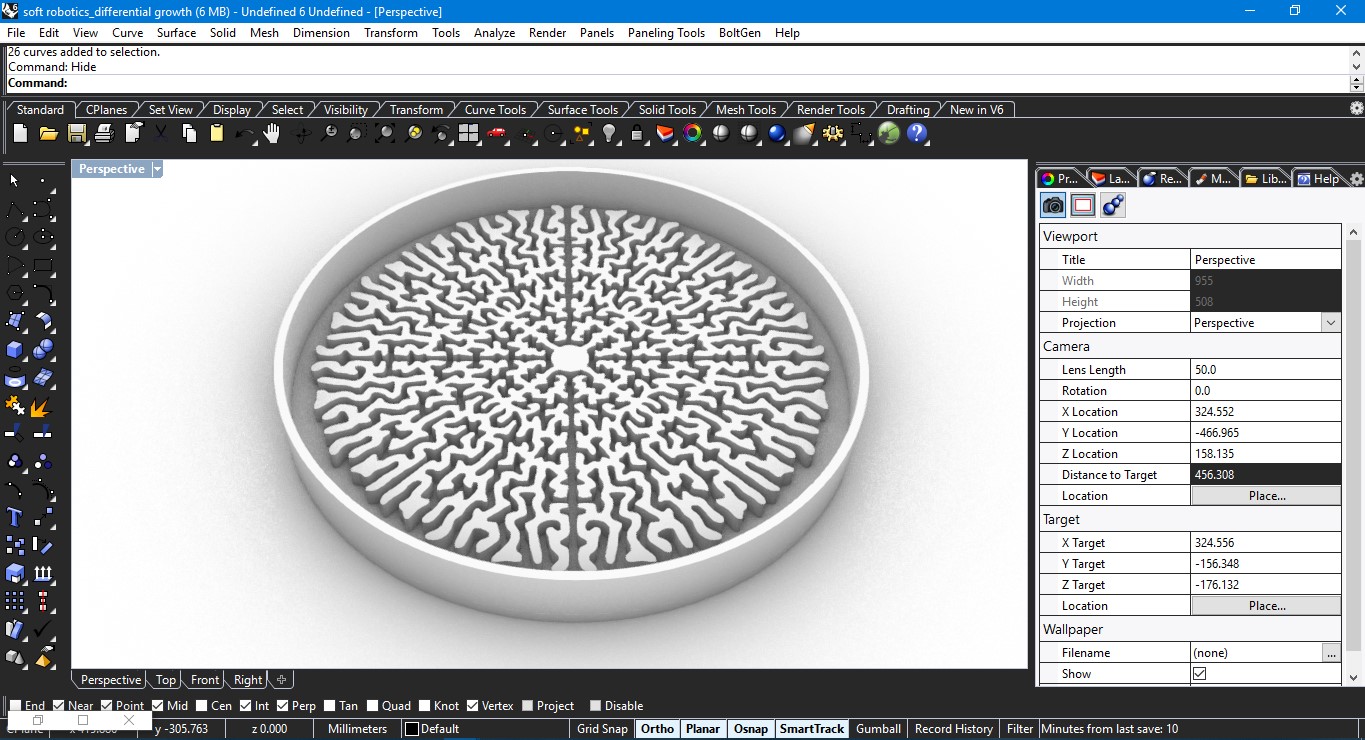 soft robotics_differential growth (6 MB) - Undefined 6 Undefined - [Perspective]
File Edit View Curve Surface Solid Mesh Dimension Transform Tools Analyze Render Panels Paneling Tools BoltGen Help
26 curves added to selection.
Command: Hide
Command:
Standard CPlanes Set View Display Select Visibility Transform Curve Tools Surface Tools Solid Tools Mesh Tools Render Tools Drafting New in V6
Perspective
Pr... La... Re... M... Lib... Help
Viewport
Title Perspective
Width 955
Height 508
Projection Perspective
Camera
Lens Length 50.0
Rotation 0.0
X Location 324.552
Y Location -466.965
Z Location 158.135
Distance to Target 456.308
Location Place...
Target
X Target 324.556
Y Target -156.348
Z Target -176.132
Location Place...
Wallpaper
Filename (none) ...
Show
Perspective Top Front Right
End Near Point Mid Cen Int Perp Tan Quad Knot Vertex Project Disable
y -305.763 z 0.000 Millimeters Default Grid Snap Ortho Planar Osnap SmartTrack Gumball Record History Filter Minutes from last save: 10